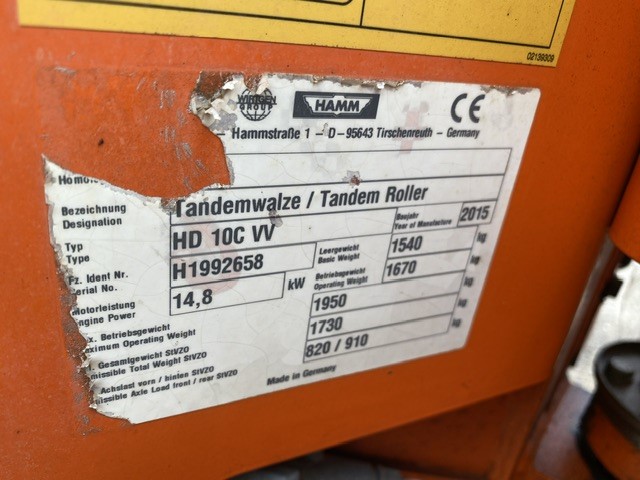 02139909
WIRTGEN GROUP
HAMM
CE
Hammstraße 1 – D-95643 Tirschenreuth – Germany
Bezeichnung
Designation
Tandemwalze / Tandem Roller
Typ
Type
HD 10C VV
Baujahr
Year of Manufacture
2015
Fz. Ident Nr.
Serial No.
H1992658
Leergewicht
Basic Weight
1540
kg
Motorleistung
Engine Power
14,8
kW
Betriebsgewicht
Operating Weight
1670
kg
x. Betriebsgewicht
ximum Operating Weight
1950
kg
l. Gesamtgewicht StVZO
missible Total Weight StVZO
1730
kg
Achslast vorn / hinten StVZO
missible Axle Load front / rear StVZO
820 / 910
kg
Made in Germany